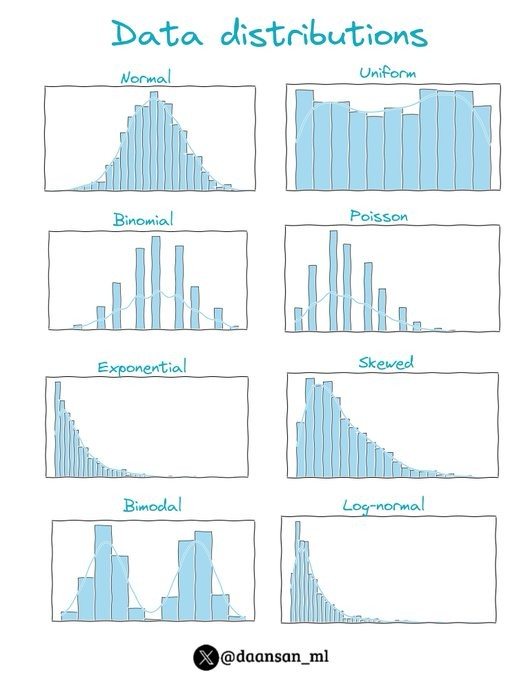 Data distributions
Normal
Uniform
Binomial
Poisson
Exponential
Skewed
Bimodal
Log-normal
X @daansan_ml